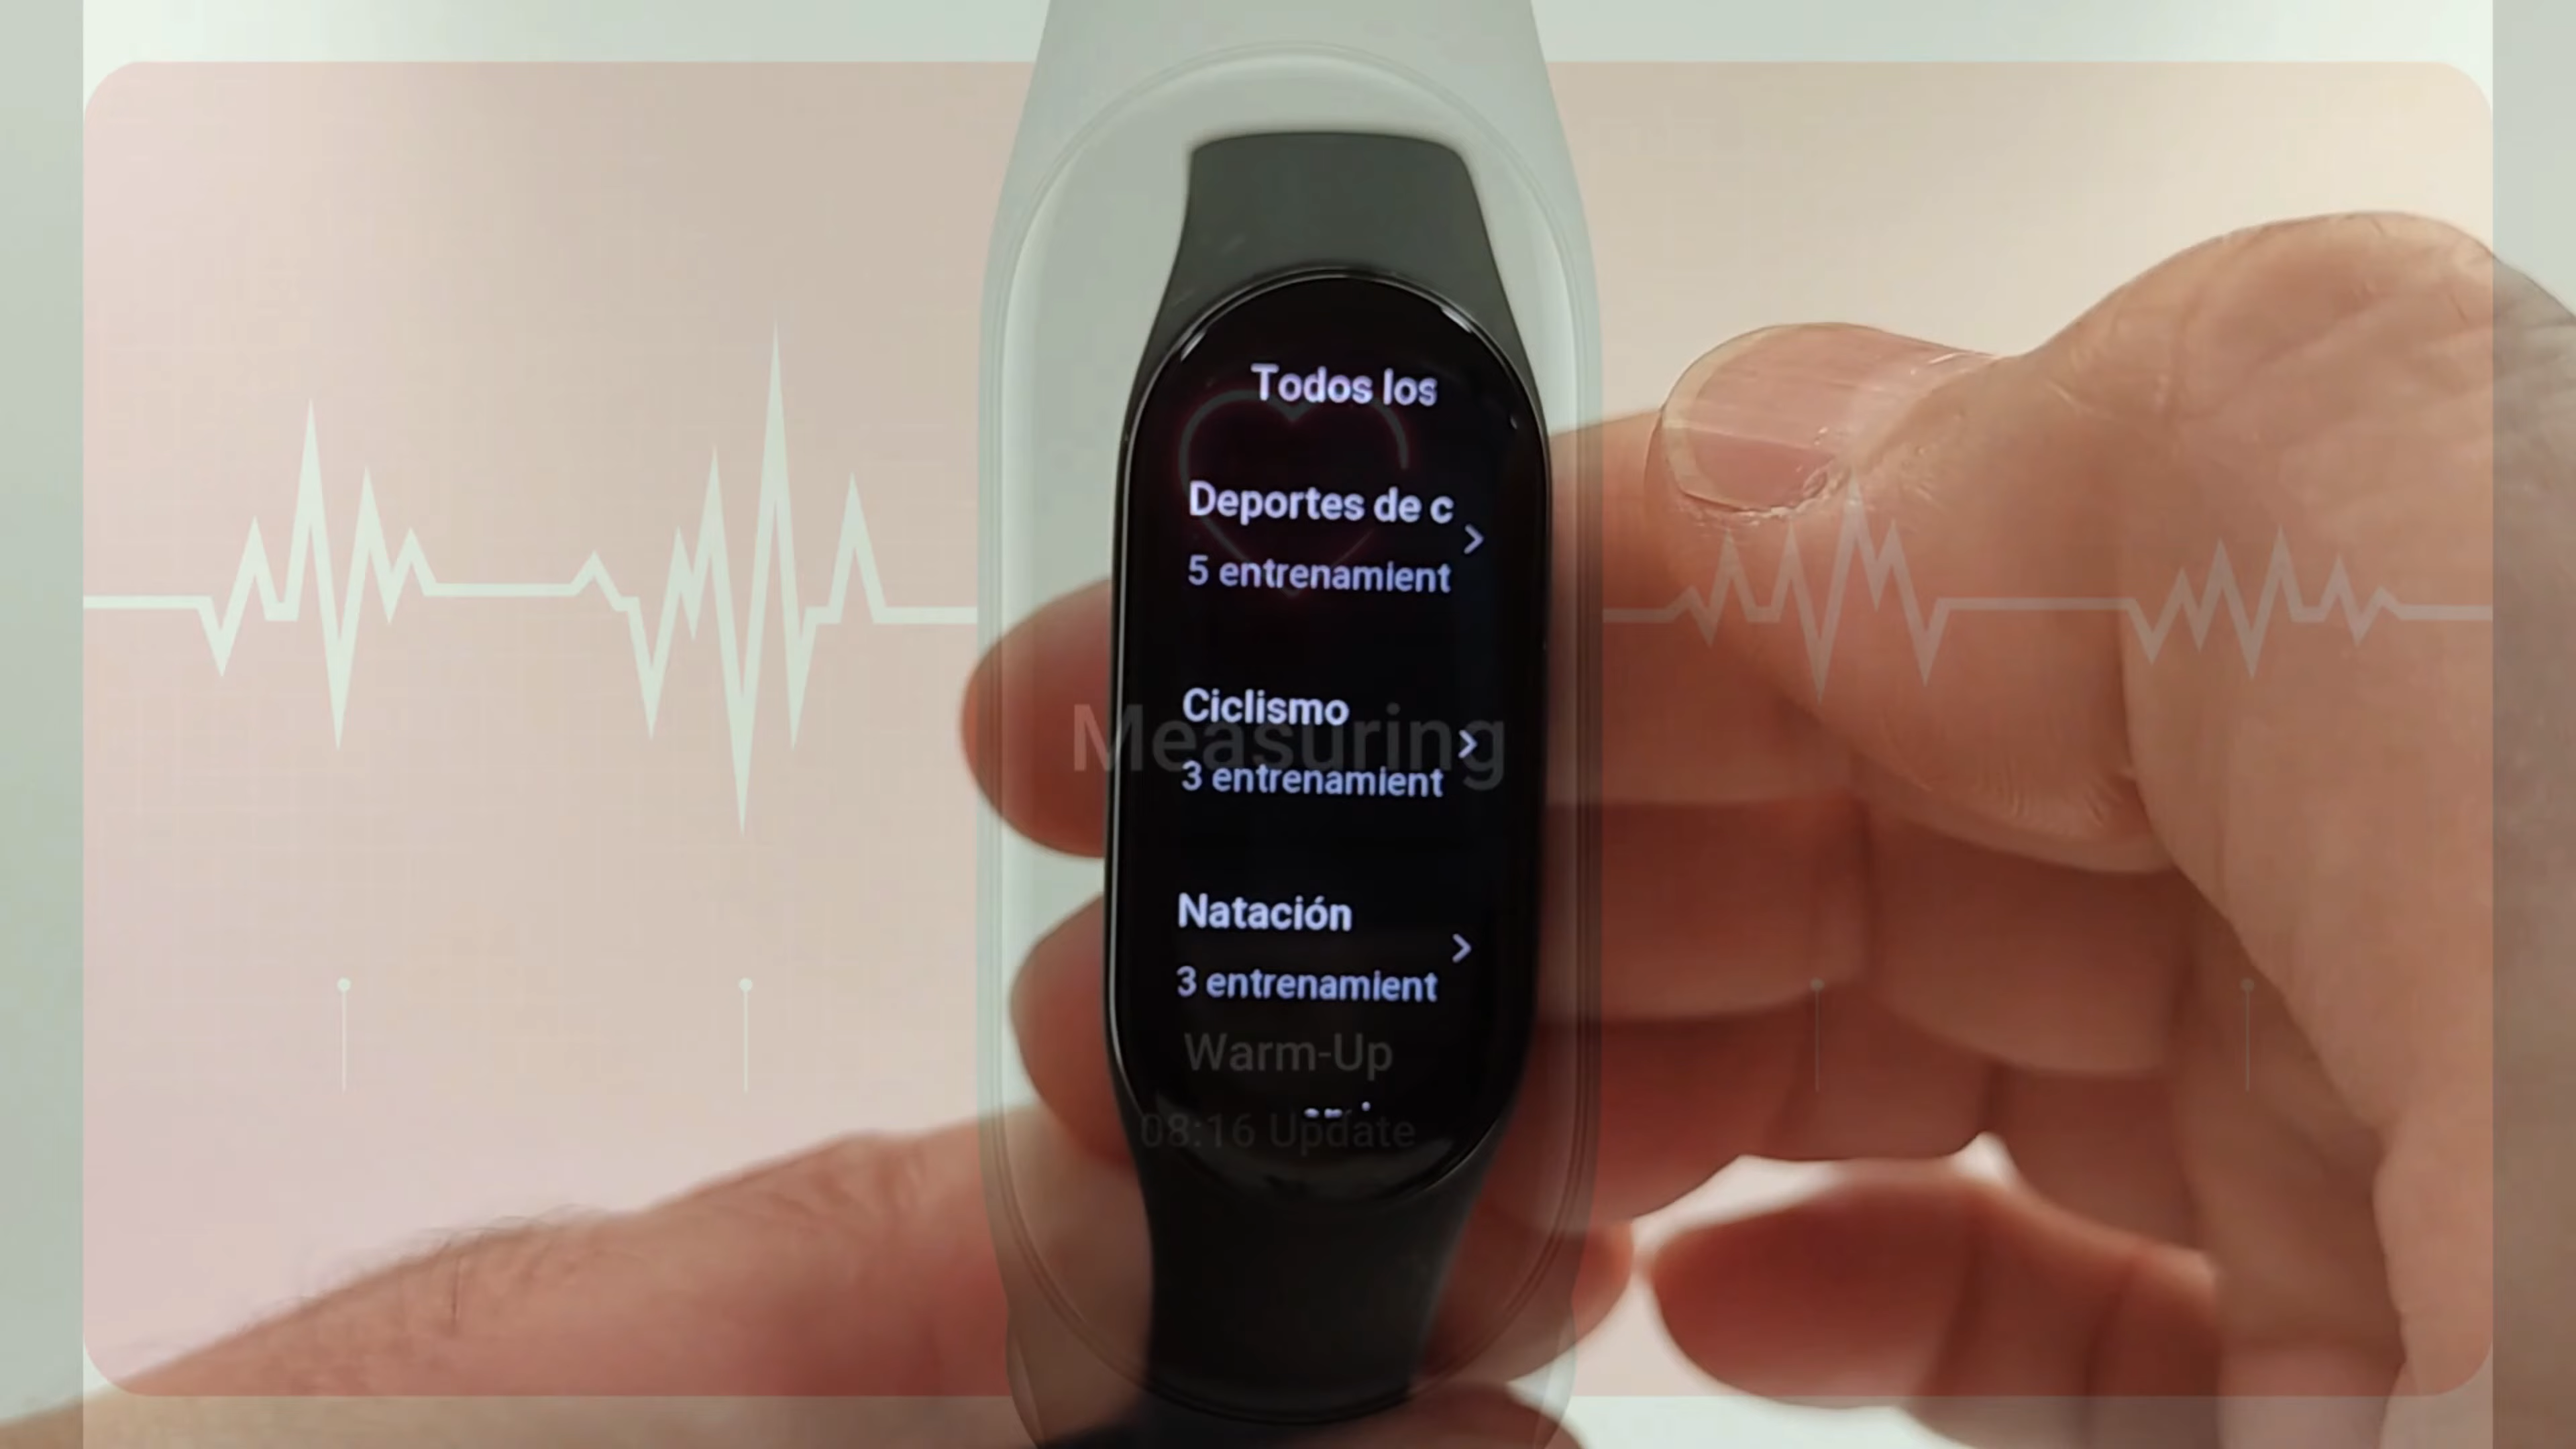 Todos los
Deportes de c
5 entrenamient
Ciclismo
Measuring
3 entrenamient
Natación
3 entrenamient
Warm-Up
08:16 Update